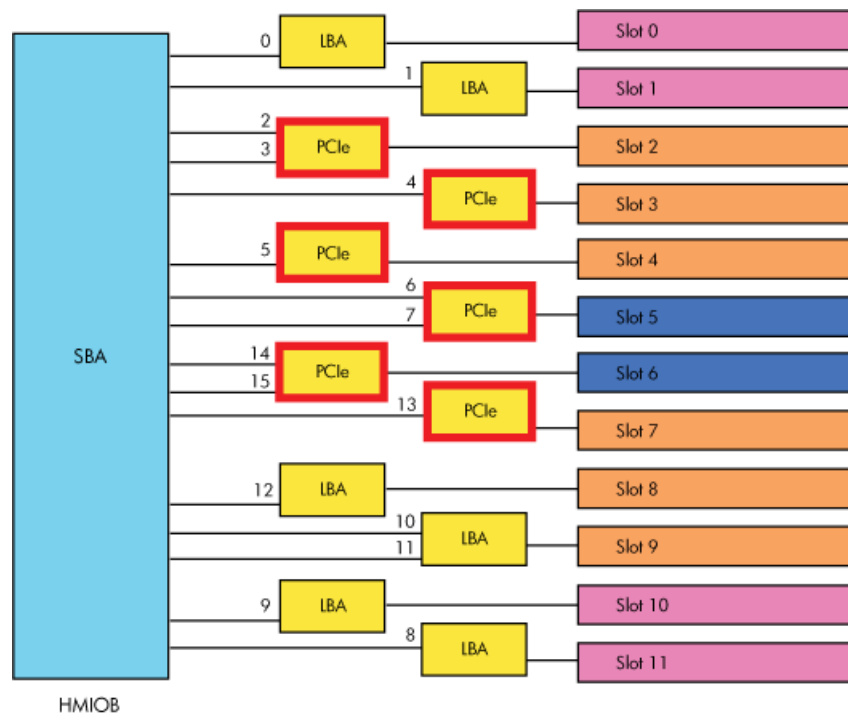 0
LBA
Slot 0
1
LBA
Slot 1
2
3
PCIe
Slot 2
4
PCIe
Slot 3
5
PCIe
Slot 4
6
7
PCIe
Slot 5
SBA
14
15
PCIe
Slot 6
13
PCIe
Slot 7
12
LBA
Slot 8
10
11
LBA
Slot 9
9
LBA
Slot 10
8
LBA
Slot 11
HMIOB